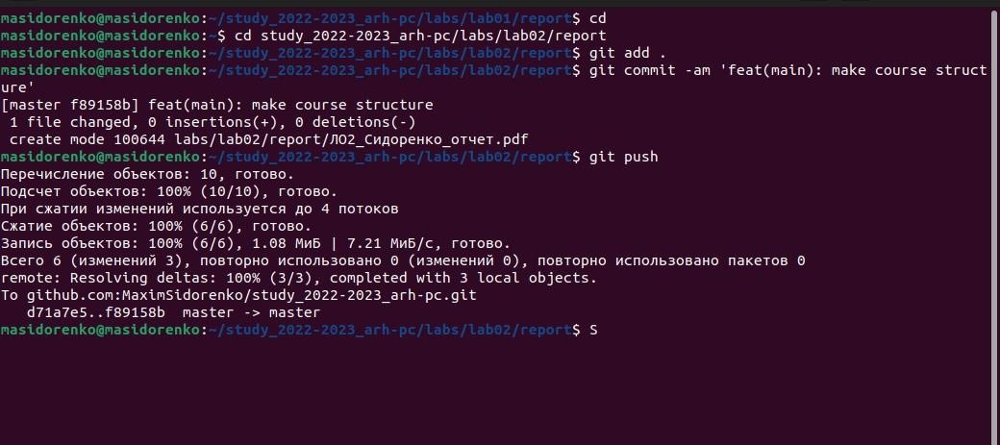 masidorenko@masidorenko:~/study_2022-2023_arh-pc/labs/lab01/report$ cd
masidorenko@masidorenko:~$ cd study_2022-2023_arh-pc/labs/lab02/report
masidorenko@masidorenko:~/study_2022-2023_arh-pc/labs/lab02/report$ git add .
masidorenko@masidorenko:~/study_2022-2023_arh-pc/labs/lab02/report$ git commit -am 'feat(main): make course struct
ure'
[master f89158b] feat(main): make course structure
 1 file changed, 0 insertions(+), 0 deletions(-)
 create mode 100644 labs/lab02/report/ЛО2_Сидоренко_отчет.pdf
masidorenko@masidorenko:~/study_2022-2023_arh-pc/labs/lab02/report$ git push
Перечисление объектов: 10, готово.
Подсчет объектов: 100% (10/10), готово.
При сжатии изменений используется до 4 потоков
Сжатие объектов: 100% (6/6), готово.
Запись объектов: 100% (6/6), 1.08 МиБ | 7.21 МиБ/с, готово.
Всего 6 (изменений 3), повторно использовано 0 (изменений 0), повторно использовано пакетов 0
remote: Resolving deltas: 100% (3/3), completed with 3 local objects.
To github.com:MaximSidorenko/study_2022-2023_arh-pc.git
   d71a7e5..f89158b  master -> master
masidorenko@masidorenko:~/study_2022-2023_arh-pc/labs/lab02/report$ S